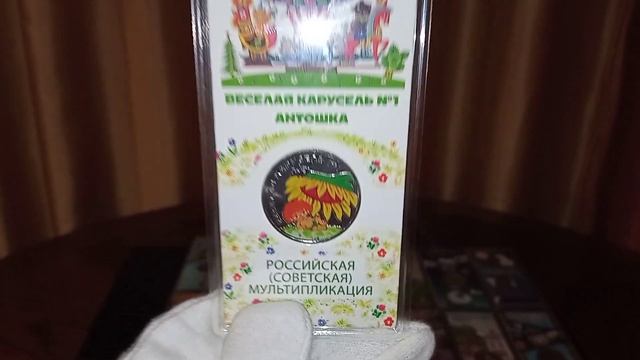 ВЕСЕЛАЯ КАРУСЕЛЬ №1
АНТОШКА
РОССИЙСКАЯ
(СОВЕТСКАЯ)
МУЛЬТИПЛИКАЦИЯ